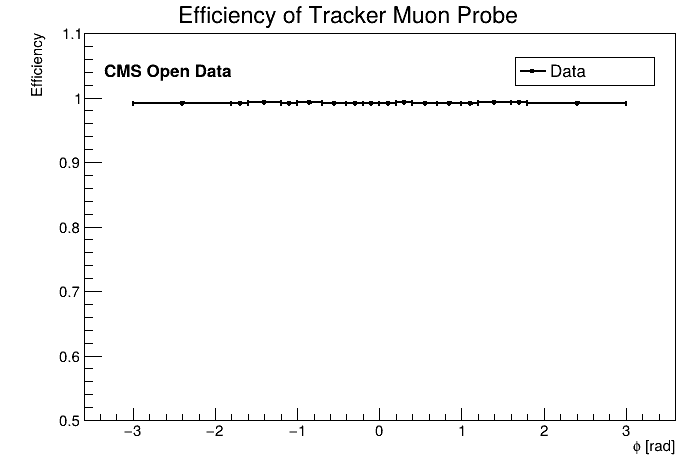 Efficiency of Tracker Muon Probe
Efficiency
1.1
1
0.9
0.8
0.7
0.6
0.5
CMS Open Data
Data
−3 −2 −1 0 1 2 3
ϕ [rad]